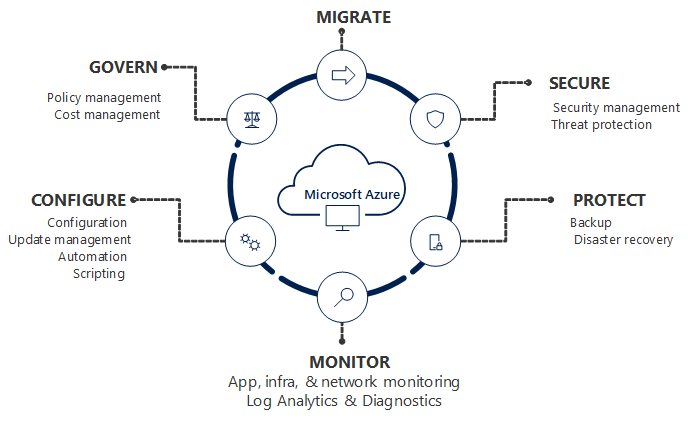 MIGRATE
GOVERN
Policy management
Cost management
SECURE
Security management
Threat protection
Microsoft Azure
CONFIGURE
Configuration
Update management
Automation
Scripting
PROTECT
Backup
Disaster recovery
MONITOR
App, infra, & network monitoring
Log Analytics & Diagnostics